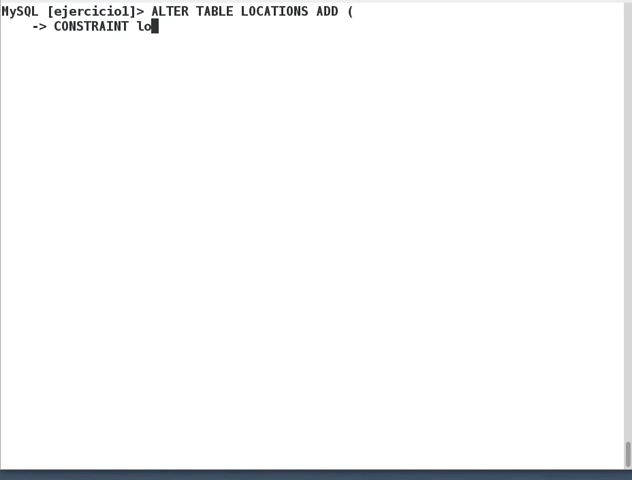 MySQL [ejercicio1]> ALTER TABLE LOCATIONS ADD (
    -> CONSTRAINT lo